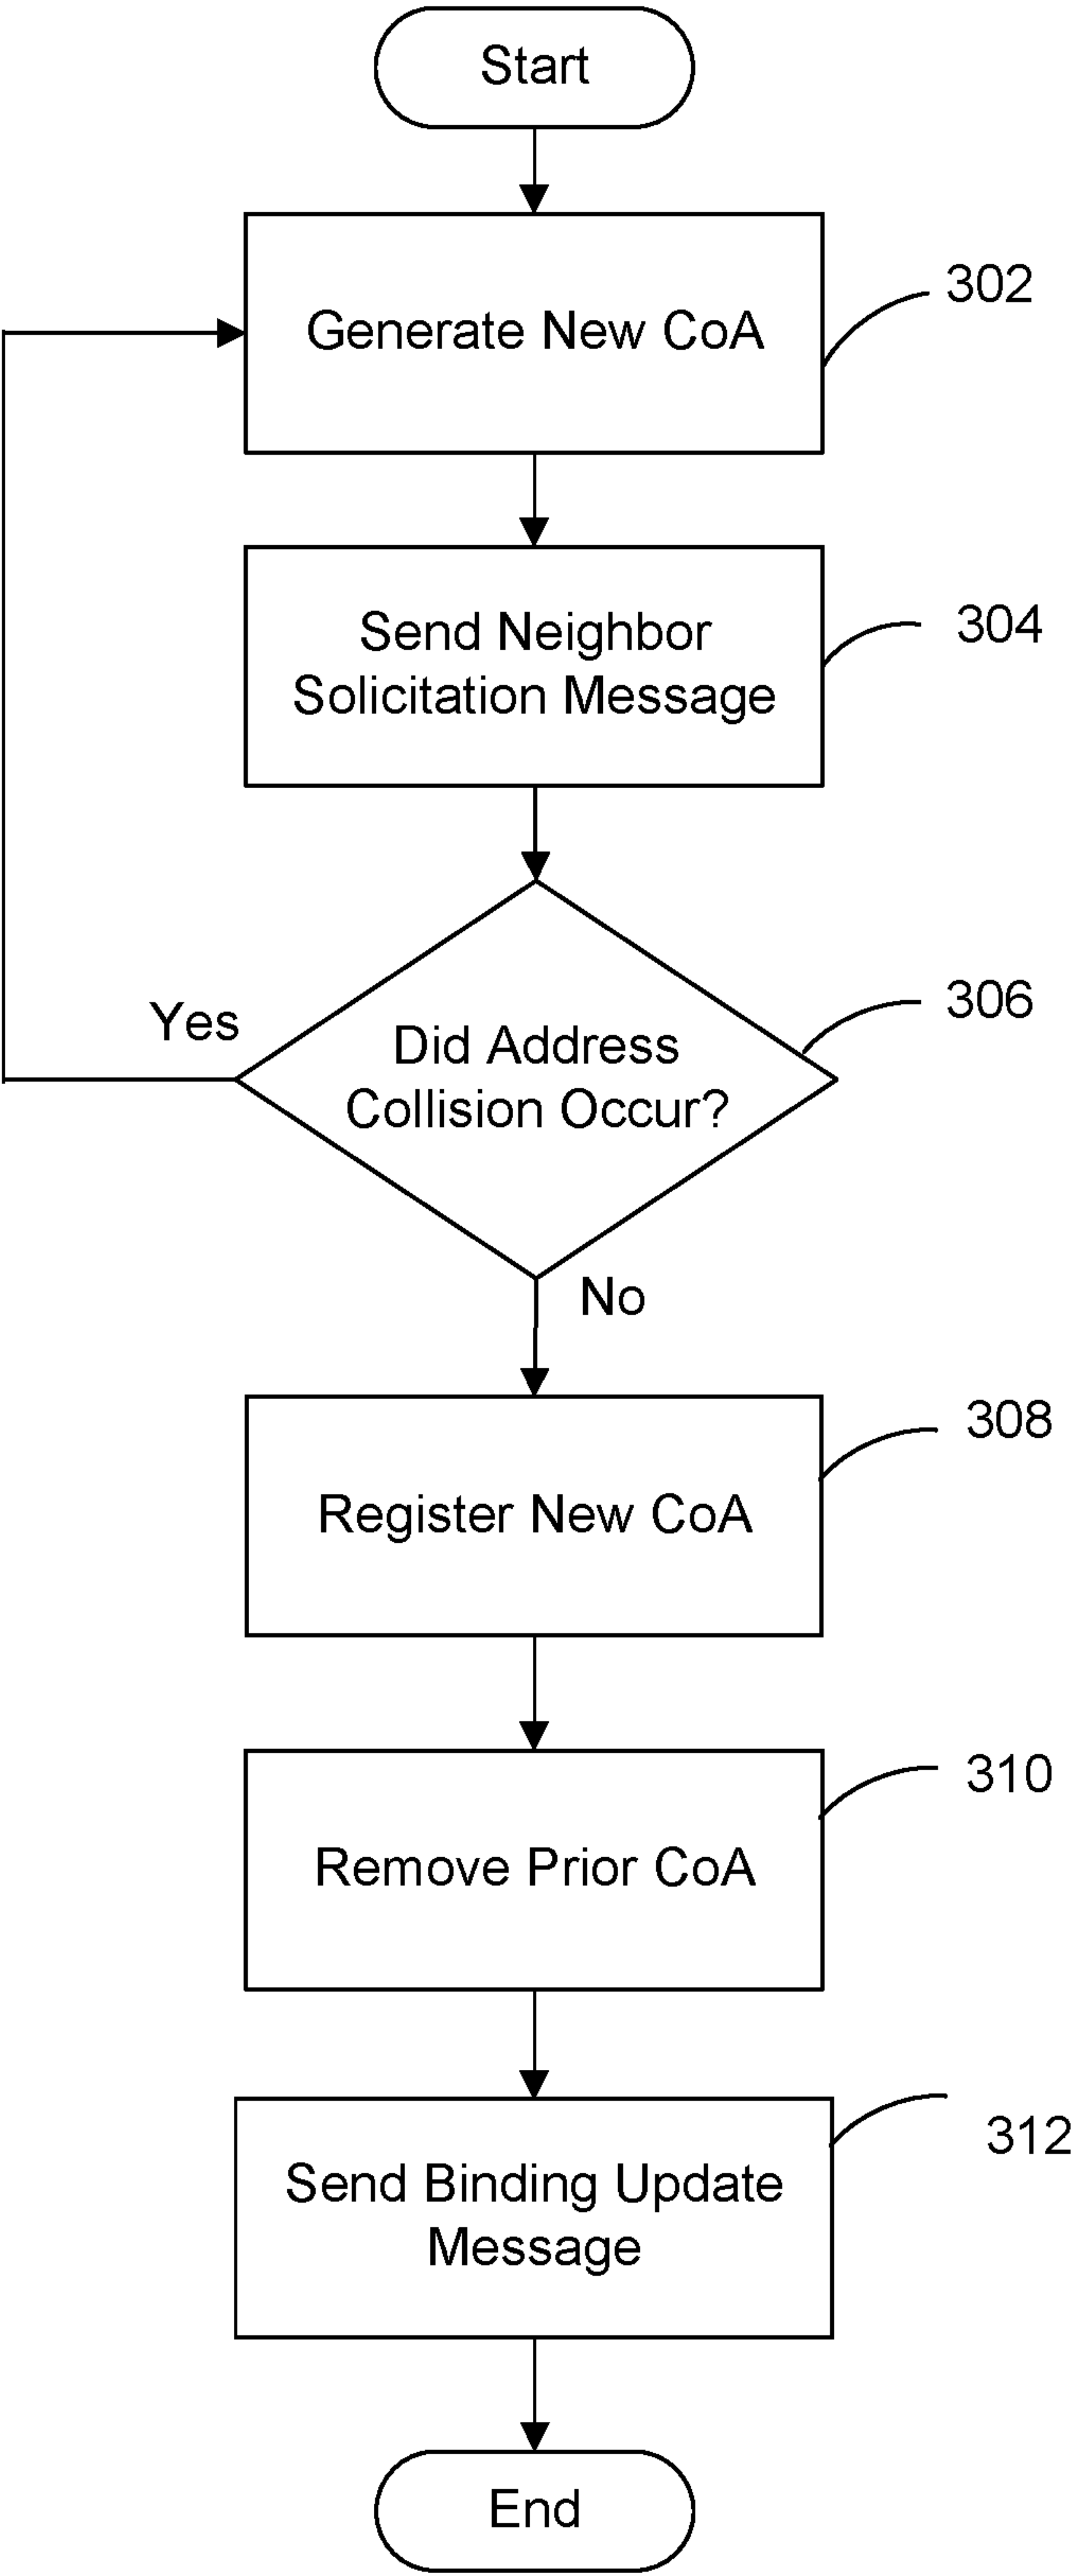 Start
302
Generate New CoA
304
Send Neighbor
Solicitation Message
306
Yes
Did Address
Collision Occur?
No
308
Register New CoA
310
Remove Prior CoA
312
Send Binding Update
Message
End